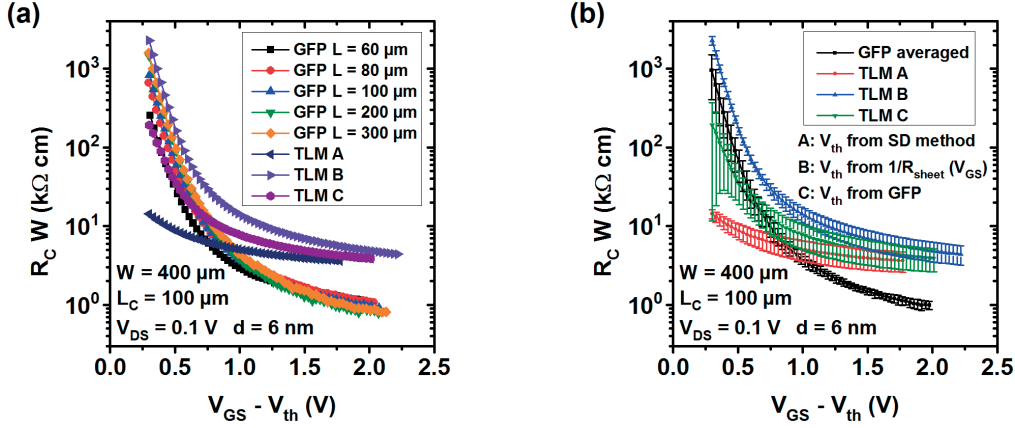 (a)
R_C W (kΩ cm)
10³
10²
10¹
10⁰
GFP L = 60 µm
GFP L = 80 µm
GFP L = 100 µm
GFP L = 200 µm
GFP L = 300 µm
TLM A
TLM B
TLM C
W = 400 µm
L_C = 100 µm
V_DS = 0.1 V d = 6 nm
0.0 0.5 1.0 1.5 2.0 2.5
V_GS - V_th (V)
(b)
R_C W (kΩ cm)
10³
10²
10¹
10⁰
GFP averaged
TLM A
TLM B
TLM C
A: V_th from SD method
B: V_th from 1/R_sheet (V_GS)
C: V_th from GFP
W = 400 µm
L_C = 100 µm
V_DS = 0.1 V d = 6 nm
0.0 0.5 1.0 1.5 2.0 2.5
V_GS - V_th (V)